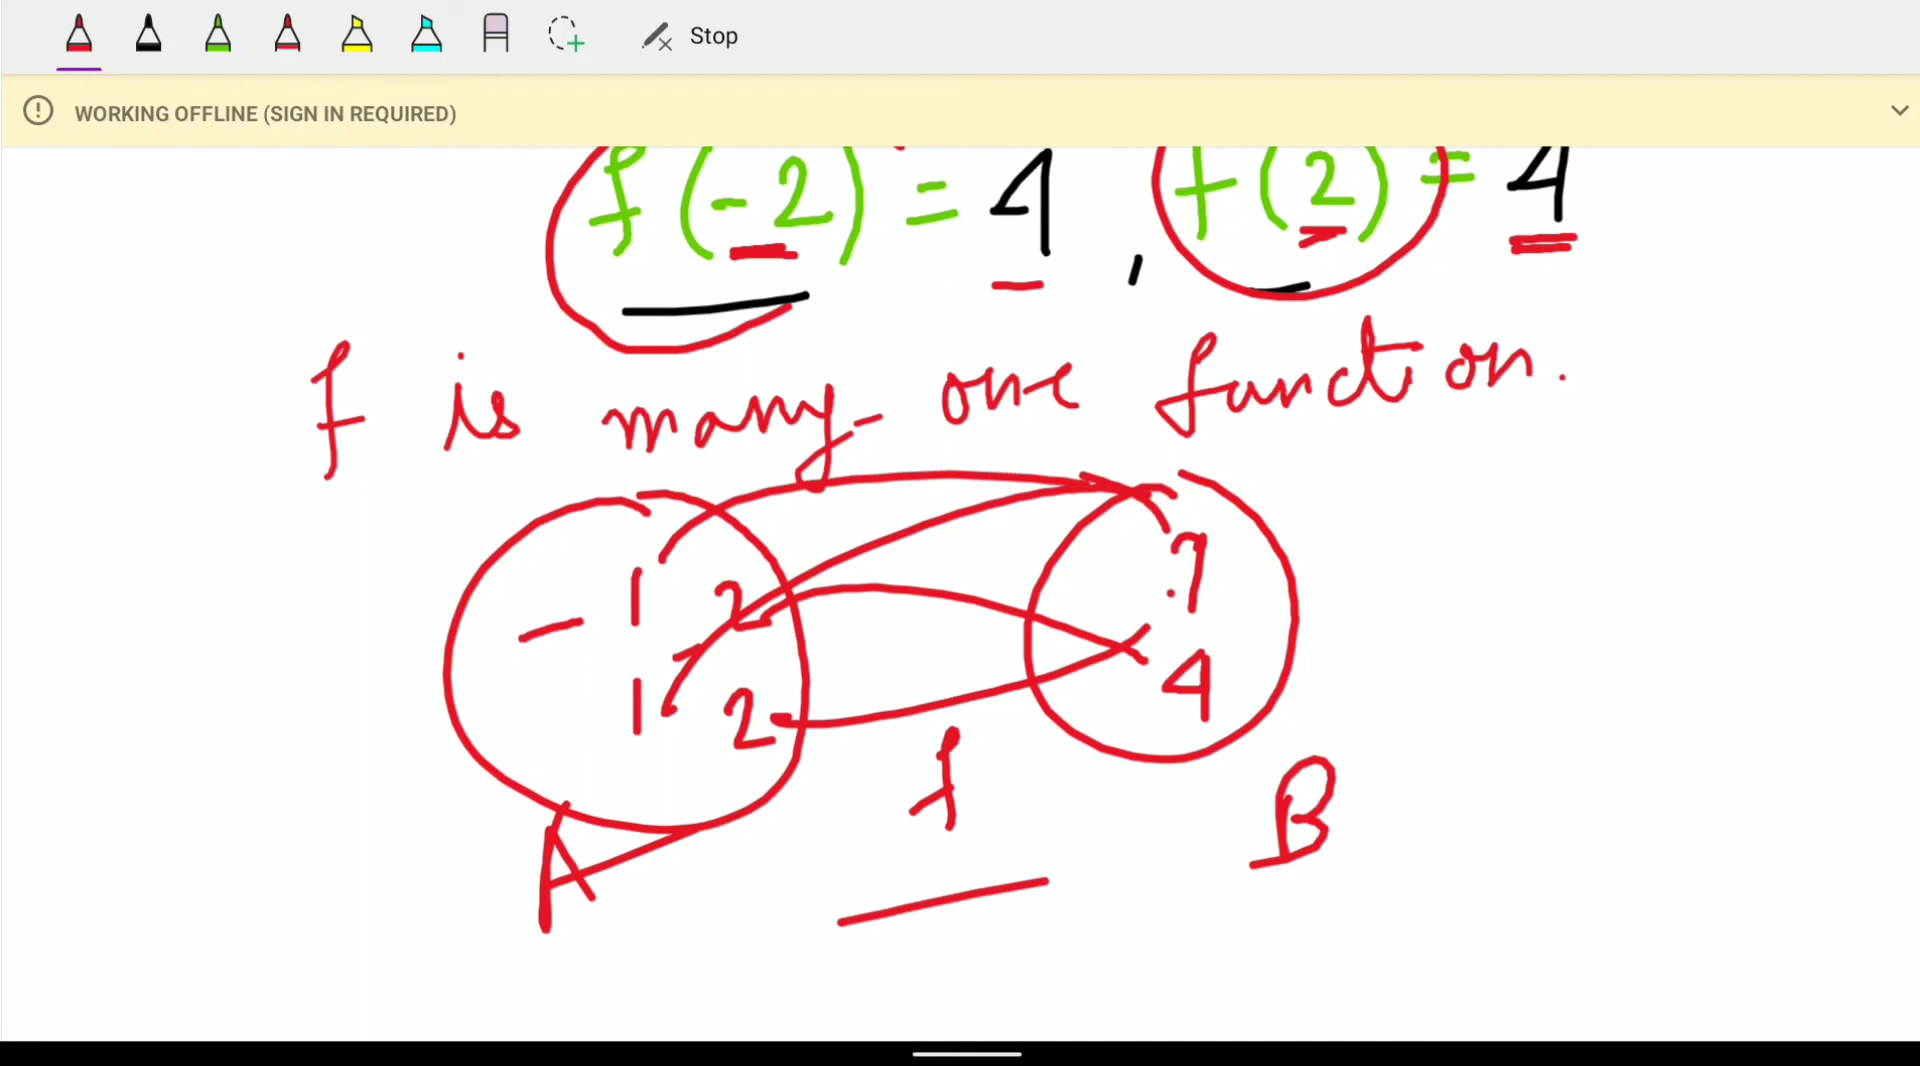 Stop
WORKING OFFLINE (SIGN IN REQUIRED)
f(-2) = 4 , f(2) = 4
f is many-one function.
-1 2
1 -2
4
f
A
B